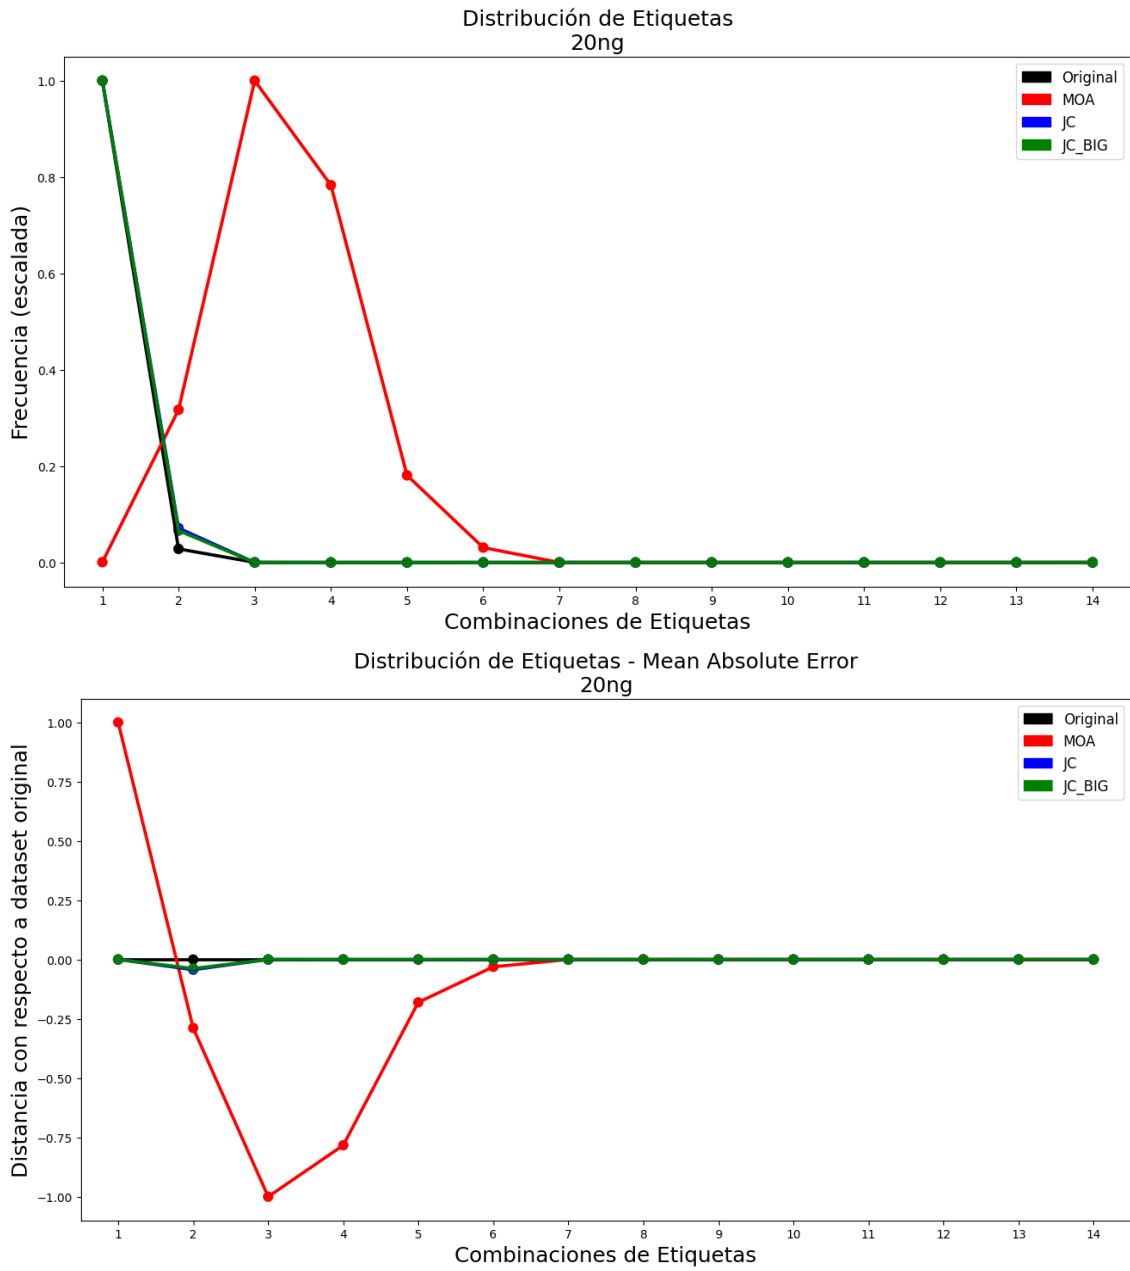 Distribución de Etiquetas
20ng
Original
MOA
JC
JC_BIG
Frecuencia (escalada)
1.0
0.8
0.6
0.4
0.2
0.0
1 2 3 4 5 6 7 8 9 10 11 12 13 14
Combinaciones de Etiquetas
Distribución de Etiquetas - Mean Absolute Error
20ng
Original
MOA
JC
JC_BIG
Distancia con respecto a dataset original
1.00
0.75
0.50
0.25
0.00
−0.25
−0.50
−0.75
−1.00
1 2 3 4 5 6 7 8 9 10 11 12 13 14
Combinaciones de Etiquetas